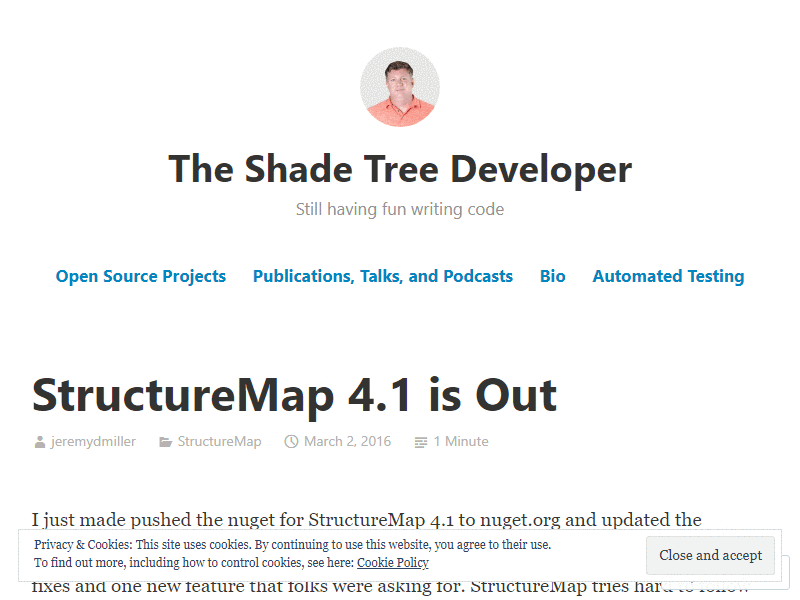 The Shade Tree Developer
Still having fun writing code
Open Source Projects Publications, Talks, and Podcasts Bio Automated Testing
StructureMap 4.1 is Out
jeremydmiller StructureMap March 2, 2016 1 Minute
I just made pushed the nuget for StructureMap 4.1 to nuget.org and updated the
Privacy & Cookies: This site uses cookies. By continuing to use this website, you agree to their use.
To find out more, including how to control cookies, see here: Cookie Policy
Close and accept
fixes and one new feature that folks were asking for. StructureMap tries hard to follow